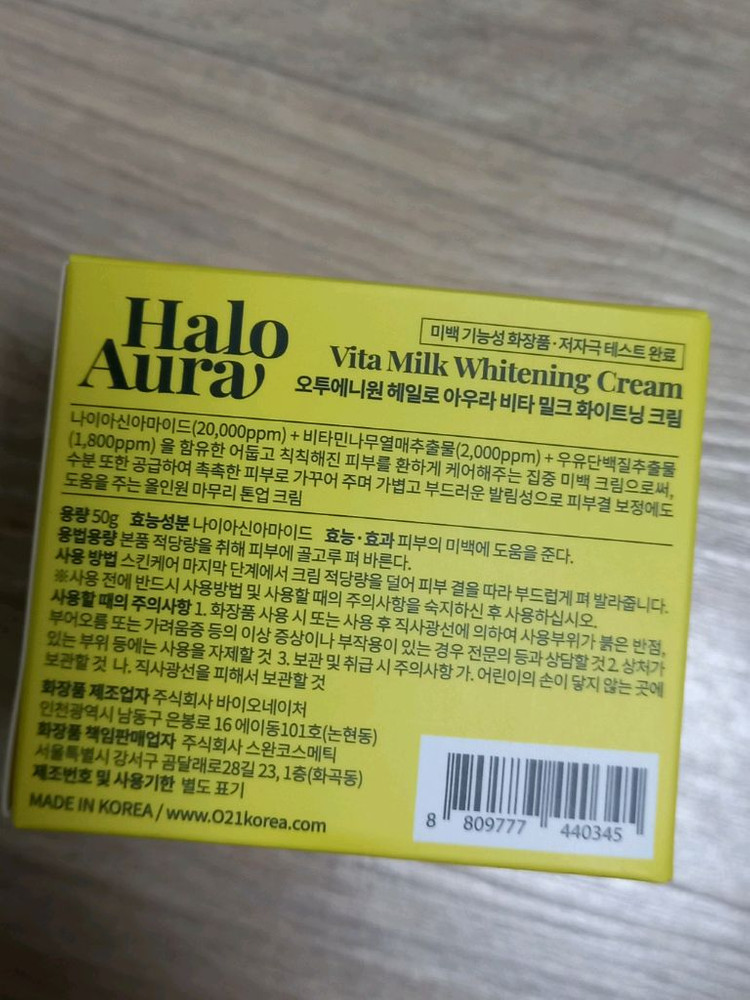 Halo
Aura
미백 기능성 화장품·저자극 테스트 완료
Vita Milk Whitening Cream
오투에니원 헤일로 아우라 비타 밀크 화이트닝 크림
나이아신아마이드(20,000ppm) + 비타민나무열매추출물(2,000ppm) + 우유단백질추출물
(1,800ppm) 을 함유한 어둡고 칙칙해진 피부를 환하게 케어해주는 집중 미백 크림으로써,
수분 또한 공급하여 촉촉한 피부로 가꾸어 주며 가볍고 부드러운 발림성으로 피부결 보정에도
도움을 주는 올인원 마무리 톤업 크림
용량 50g 효능성분 나이아신아마이드 효능·효과 피부의 미백에 도움을 준다.
용법용량 본품 적당량을 취해 피부에 골고루 펴 바른다.
사용 방법 스킨케어 마지막 단계에서 크림 적당량을 덜어 피부 결을 따라 부드럽게 펴 발라줍니다.
※사용 전에 반드시 사용방법 및 사용할 때의 주의사항을 숙지하신 후 사용하십시오.
사용할 때의 주의사항 1. 화장품 사용 시 또는 사용 후 직사광선에 의하여 사용부위가 붉은 반점,
부어오름 또는 가려움증 등의 이상 증상이나 부작용이 있는 경우 전문의 등과 상담할 것 2. 상처가
있는 부위 등에는 사용을 자제할 것 3. 보관 및 취급 시 주의사항 가. 어린이의 손이 닿지 않는 곳에
보관할 것 나. 직사광선을 피해서 보관할 것
화장품 제조업자 주식회사 바이오네이처
인천광역시 남동구 은봉로 16 에이동101호(논현동)
화장품 책임판매업자 주식회사 스완코스메틱
서울특별시 강서구 곰달래로28길 23, 1층(화곡동)
제조번호 및 사용기한 별도 표기
MADE IN KOREA / www.O21korea.com
8 809777 440345